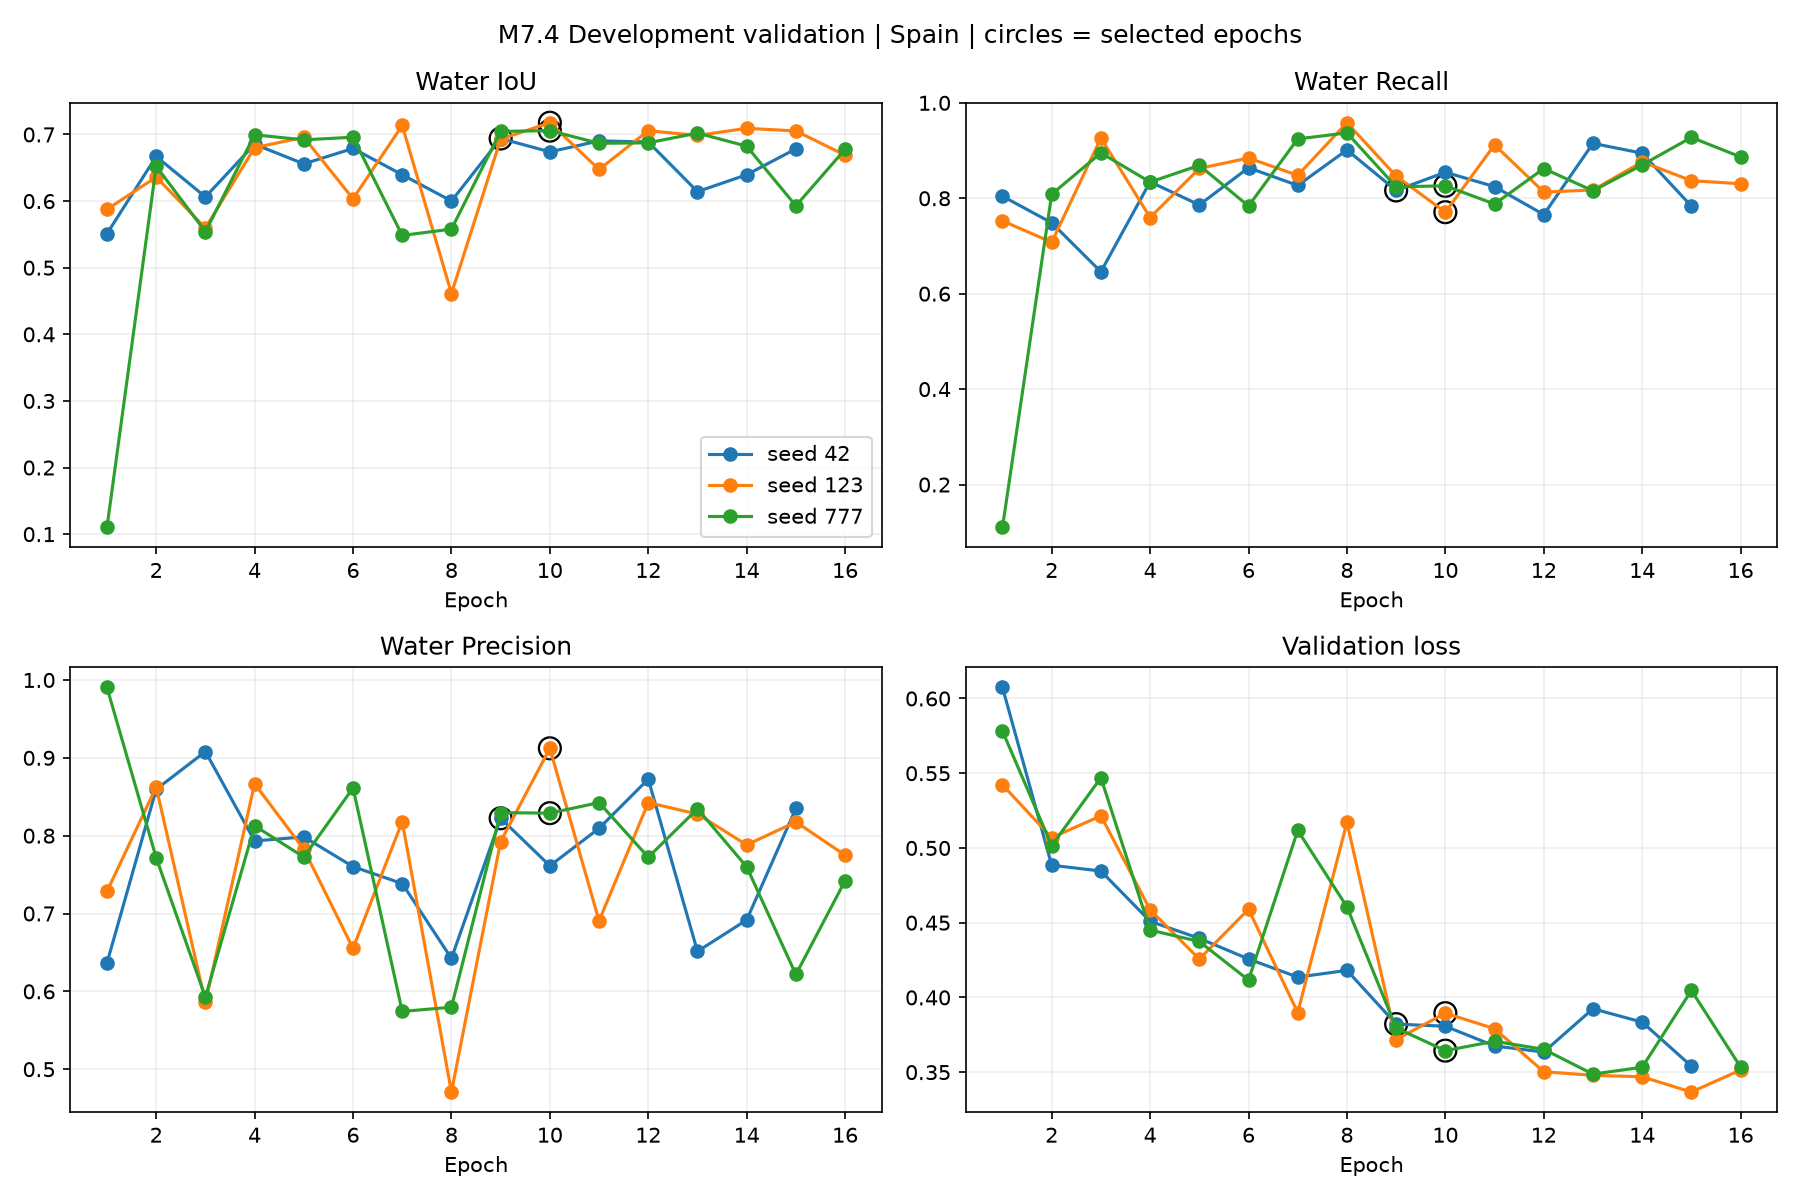 M7.4 Development validation | Spain | circles = selected epochs
Water IoU
0.7
0.6
0.5
0.4
0.3
0.2
0.1
seed 42
seed 123
seed 777
2 4 6 8 10 12 14 16
Epoch
Water Recall
1.0
0.8
0.6
0.4
0.2
2 4 6 8 10 12 14 16
Epoch
Water Precision
1.0
0.9
0.8
0.7
0.6
0.5
2 4 6 8 10 12 14 16
Epoch
Validation loss
0.60
0.55
0.50
0.45
0.40
0.35
2 4 6 8 10 12 14 16
Epoch